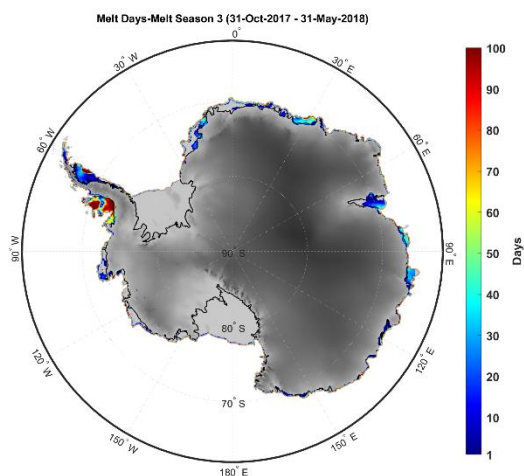 Melt Days-Melt Season 3 (31-Oct-2017 - 31-May-2018)
0°
30° W
30° E
60° W
60° E
90° W
90° S
90° E
80° S
70° S
120° W
120° E
150° W
150° E
180° E
100
90
80
70
60
50
40
30
20
10
1
Days